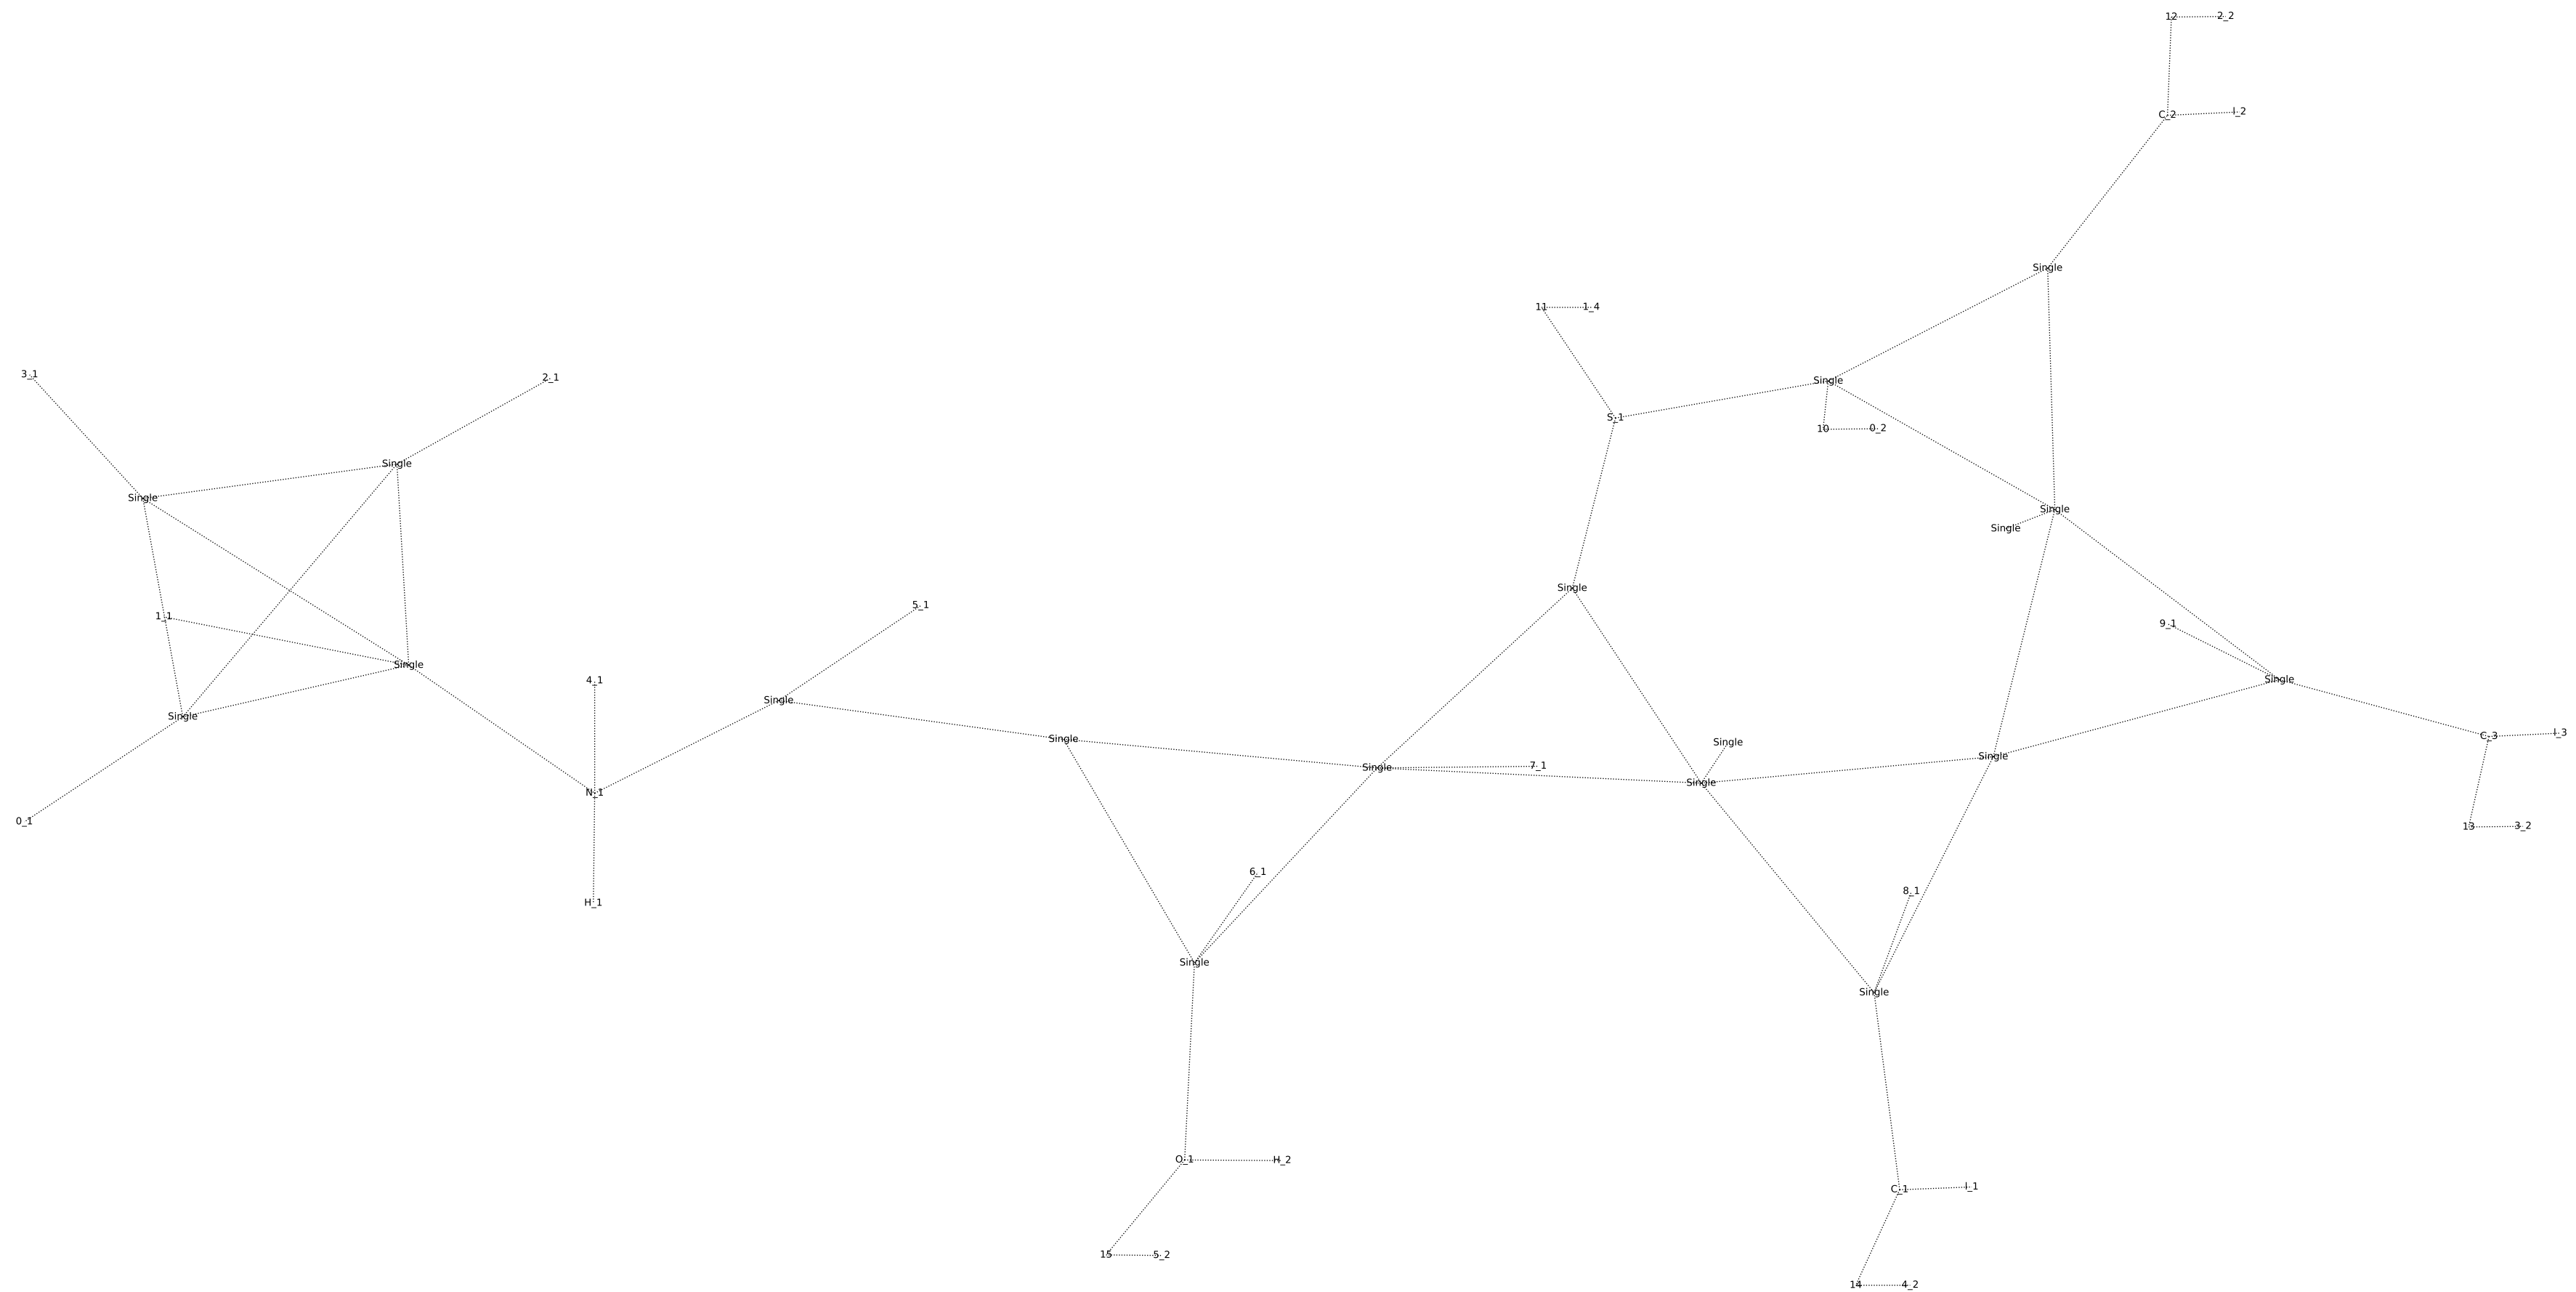 12 2_2
C_2 I_2
Single
11 1_4
3_1 2_1 Single
S_1
10 0_2
Single
Single
Single
Single
Single
5_1
1_1 9_1
Single
4_1 Single
Single
Single
Single C_3 I_3
Single
Single
7_1
Single
Single
N_1
0_1 13 3_2
6_1
8_1
H_1
Single
Single
O_1 H_2
C_1 I_1
15 5_2
14 4_2